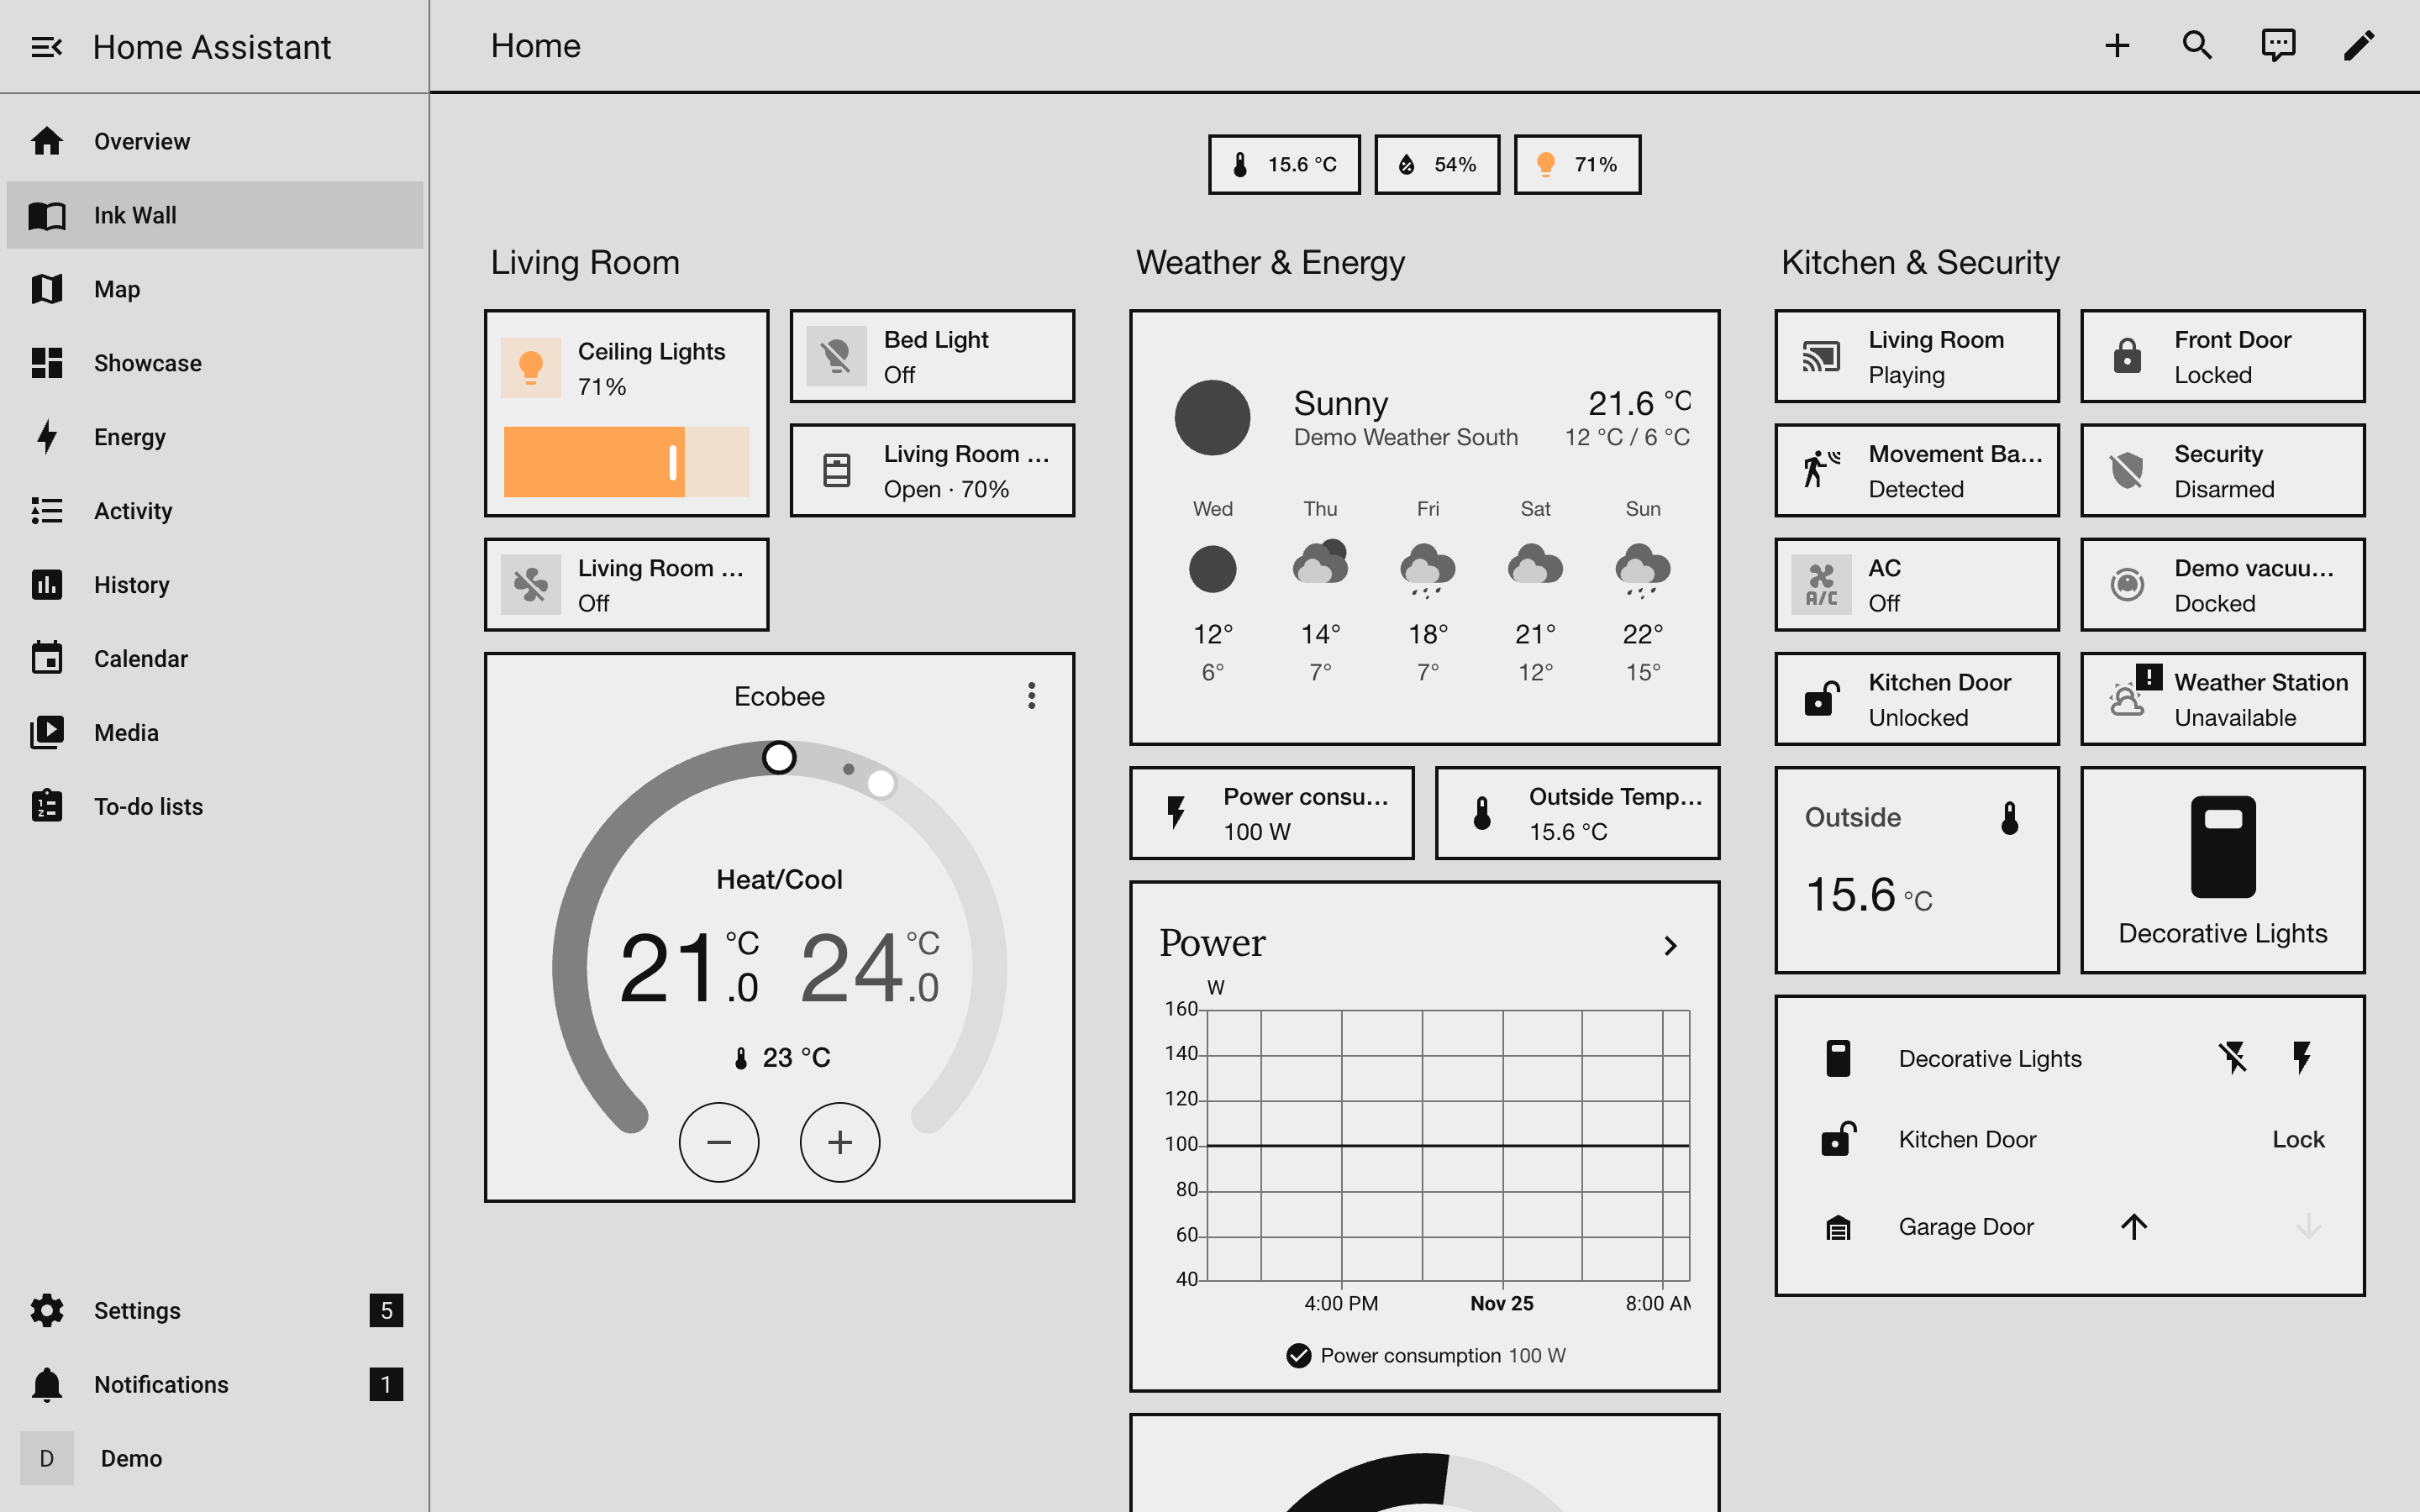 Home Assistant
Overview
Ink Wall
Map
Showcase
Energy
Activity
History
Calendar
Media
To-do lists
Settings 5
Notifications 1
D Demo
Home
15.6 °C
54%
71%
Living Room
Ceiling Lights
71%
Bed Light
Off
Living Room ...
Open · 70%
Living Room ...
Off
Ecobee
Heat/Cool
21.0 °C 24.0 °C
23 °C
Weather & Energy
Sunny 21.6 °C
Demo Weather South 12 °C / 6 °C
Wed Thu Fri Sat Sun
12° 14° 18° 21° 22°
6° 7° 7° 12° 15°
Power consu...
100 W
Outside Temp...
15.6 °C
Power
W
160
140
120
100
80
60
40
4:00 PM Nov 25 8:00 AM
Power consumption 100 W
Kitchen & Security
Living Room
Playing
Front Door
Locked
Movement Ba...
Detected
Security
Disarmed
A/C
AC
Off
Demo vacuu...
Docked
Kitchen Door
Unlocked
!
Weather Station
Unavailable
Outside
15.6 °C
Decorative Lights
Decorative Lights
Kitchen Door Lock
Garage Door